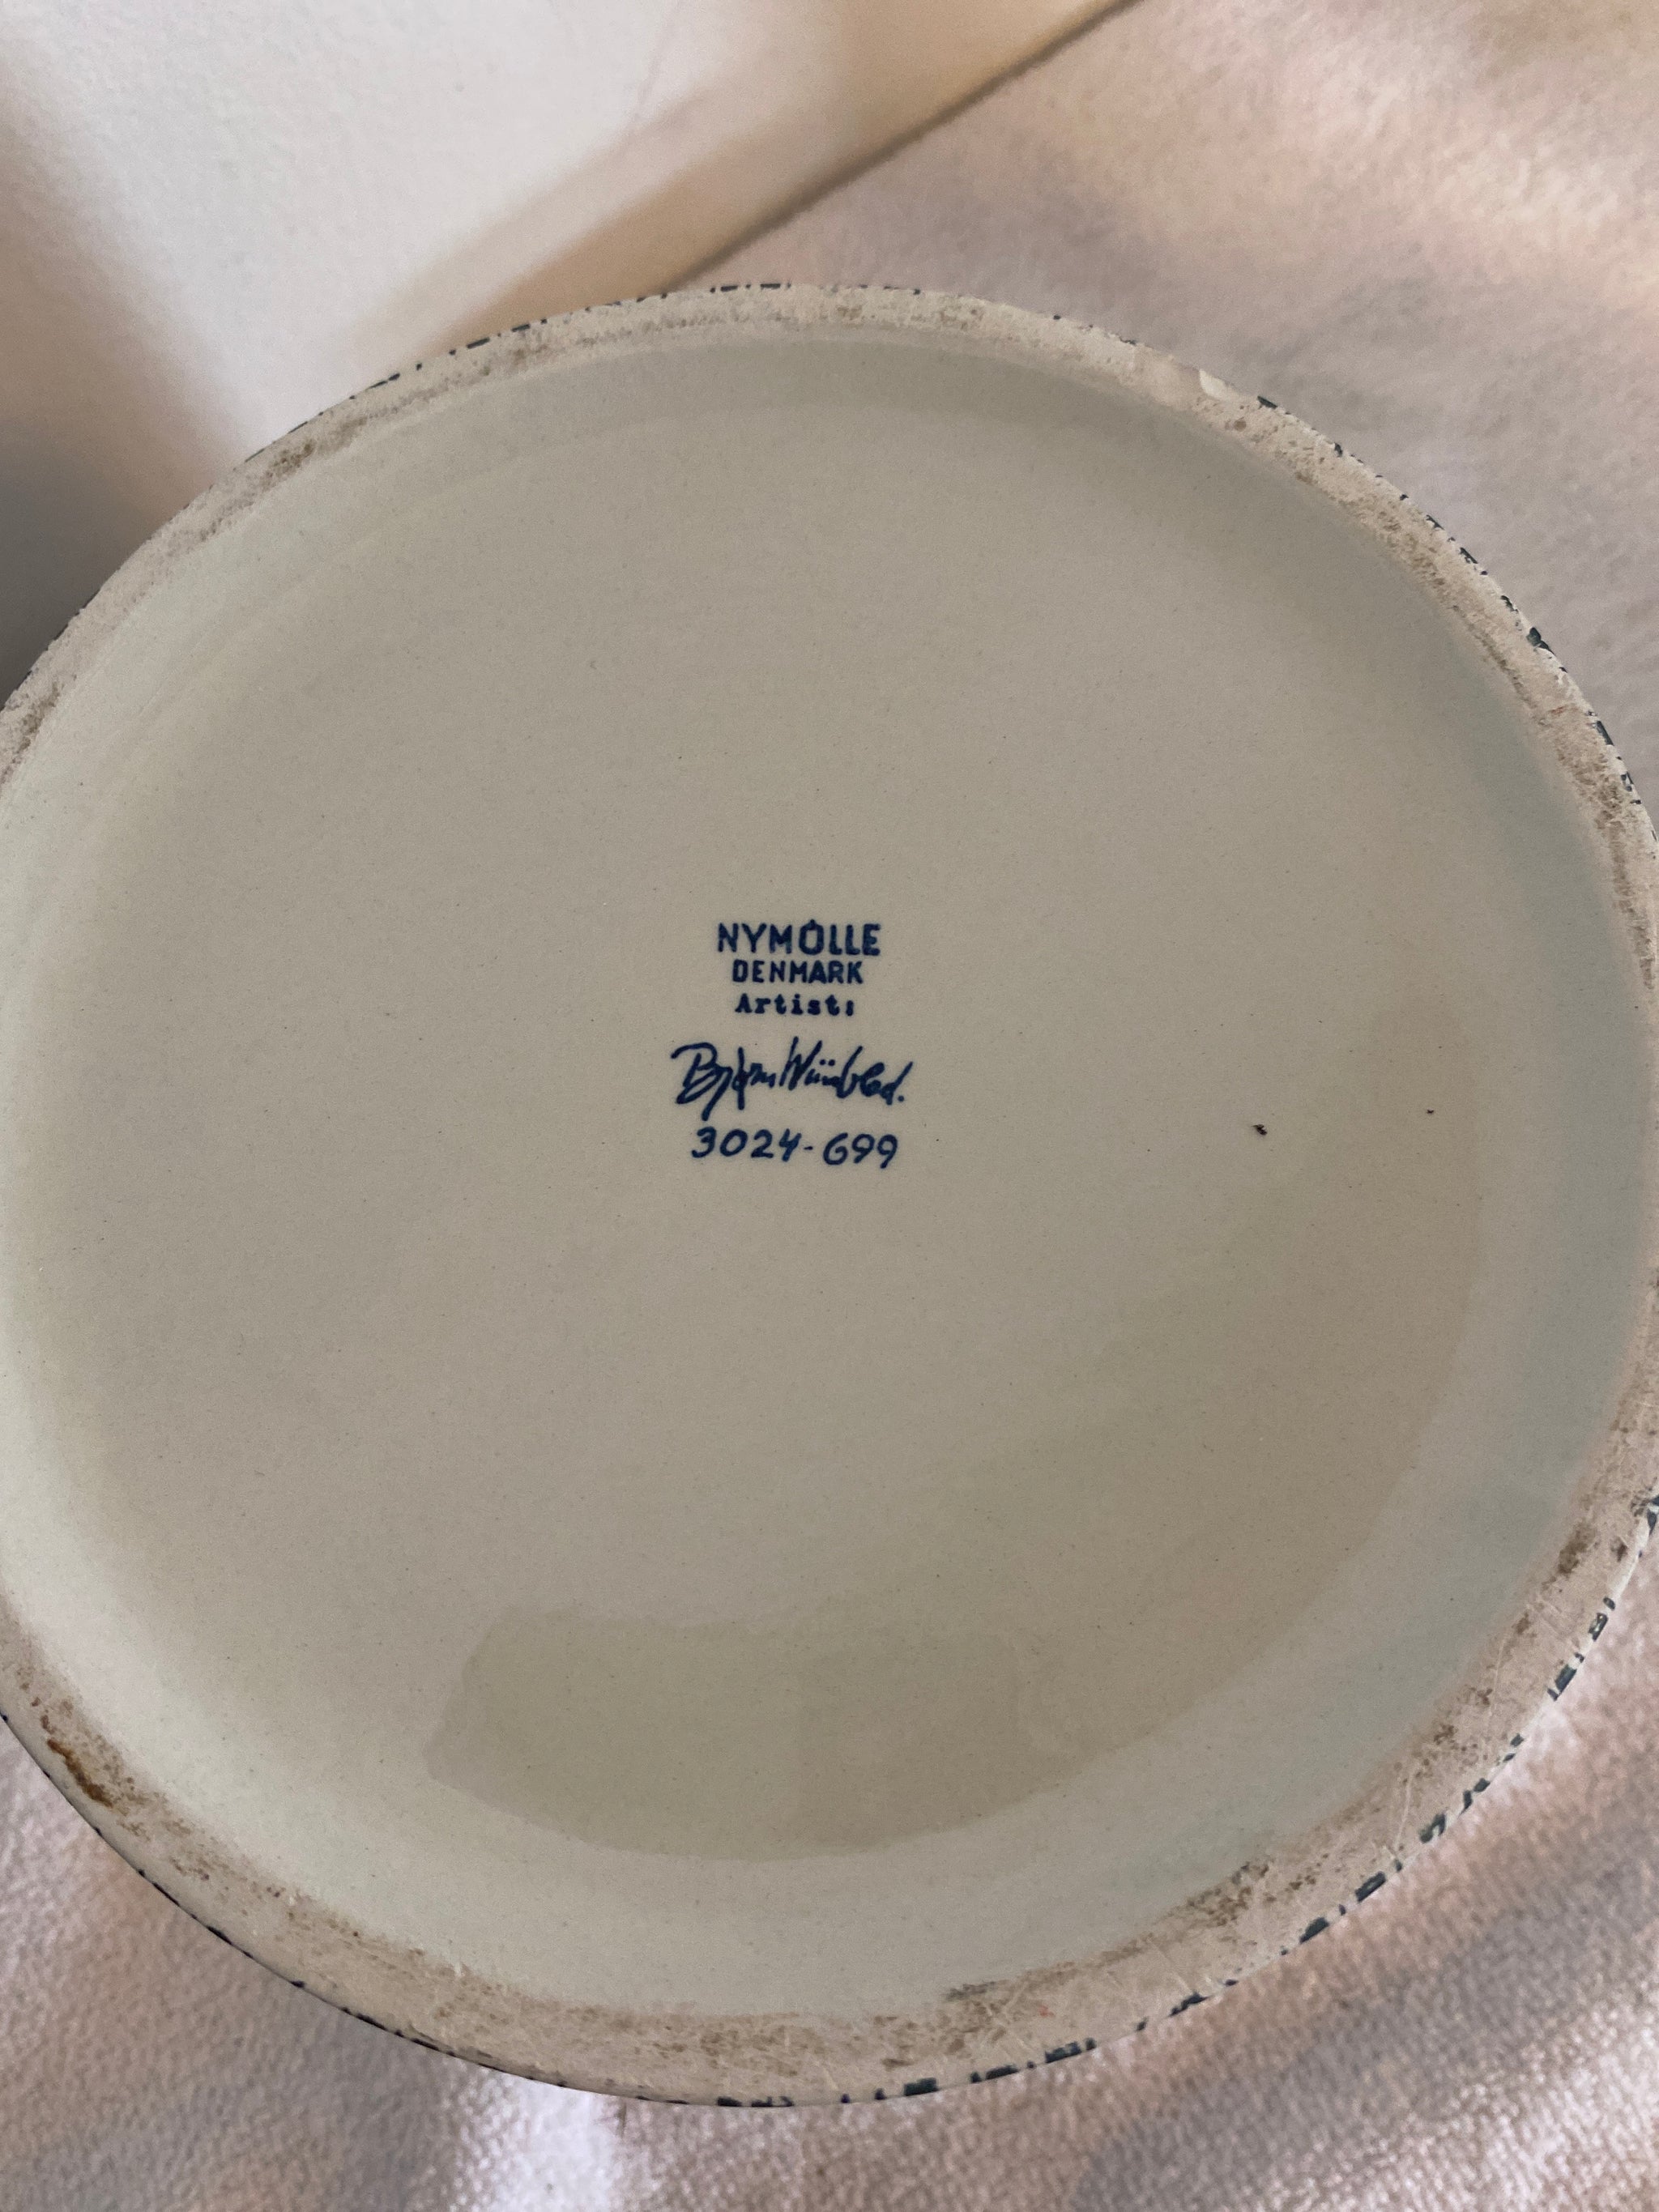 NYMÖLLE
DENMARK
Artist:
Bjørn Wiinblad.
3024-699